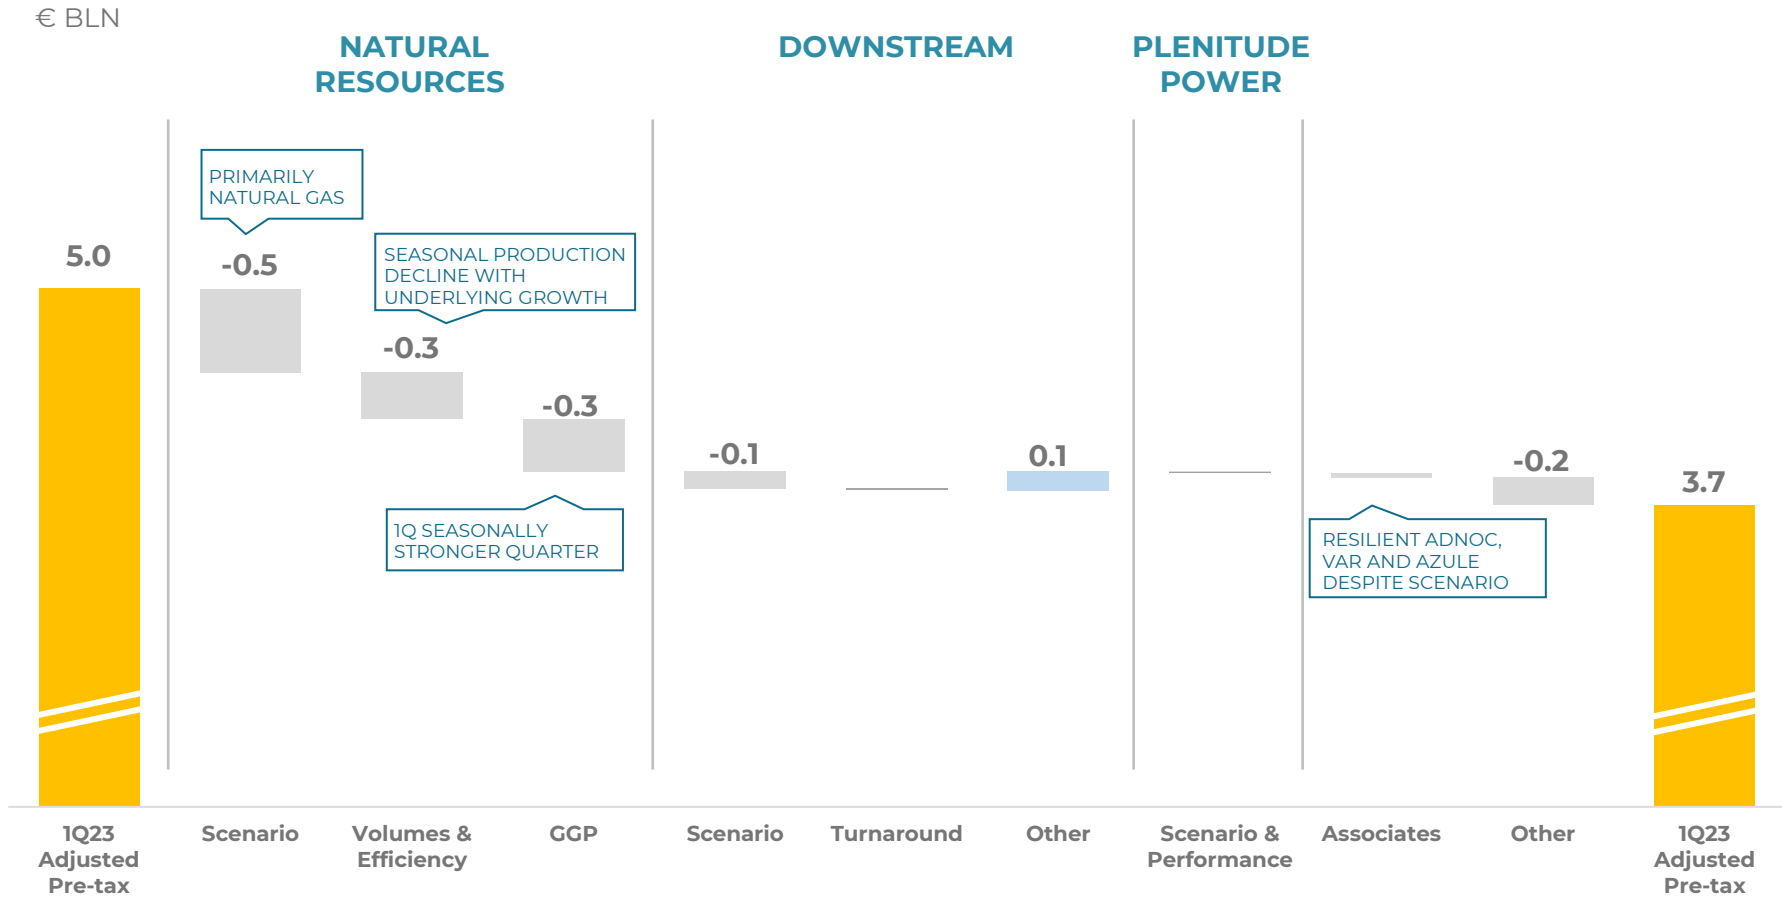 € BLN
NATURAL
RESOURCES
DOWNSTREAM
PLENITUDE
POWER
PRIMARILY
NATURAL GAS
SEASONAL PRODUCTION
DECLINE WITH
UNDERLYING GROWTH
5.0
-0.5
-0.3
-0.3
-0.1
0.1
-0.2
3.7
1Q SEASONALLY
STRONGER QUARTER
RESILIENT ADNOC,
VAR AND AZULE
DESPITE SCENARIO
1Q23
Adjusted
Pre-tax
Scenario
Volumes &
Efficiency
GGP
Scenario
Turnaround
Other
Scenario &
Performance
Associates
Other
1Q23
Adjusted
Pre-tax